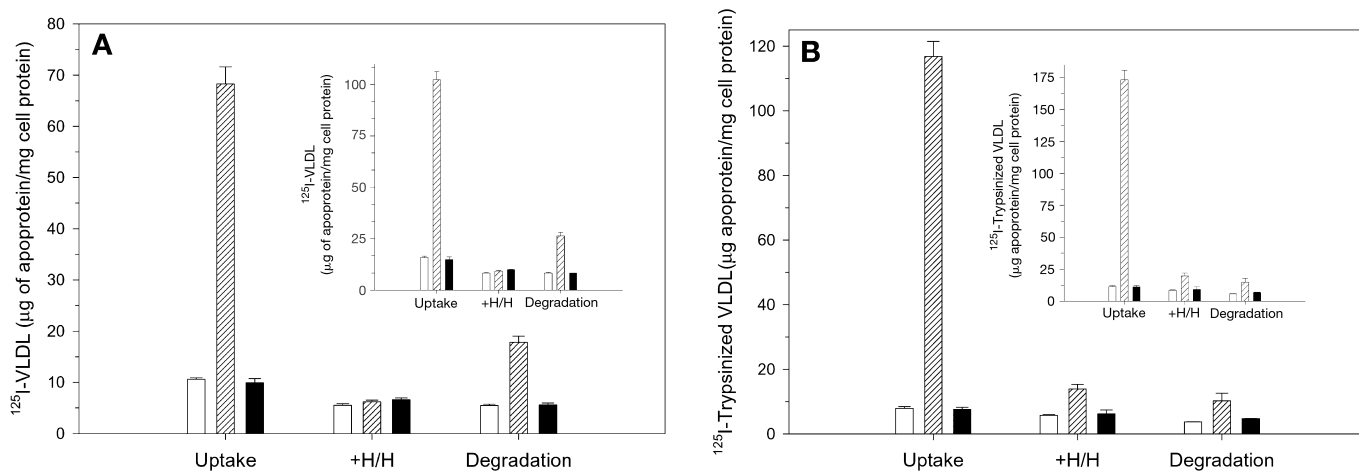 A
¹²⁵I-VLDL (µg of apoprotein/mg cell protein)
80
70
60
50
40
30
20
10
0
Uptake
+H/H
Degradation
¹²⁵I-VLDL
(µg of apoprotein/mg cell protein)
100
75
50
25
0
Uptake
+H/H
Degradation
B
¹²⁵I-Trypsinized VLDL(µg apoprotein/mg cell protein)
120
100
80
60
40
20
0
Uptake
+H/H
Degradation
¹²⁵I-Trypsinized VLDL
(µg apoprotein/mg cell protein)
175
150
125
100
75
50
25
0
Uptake
+H/H
Degradation